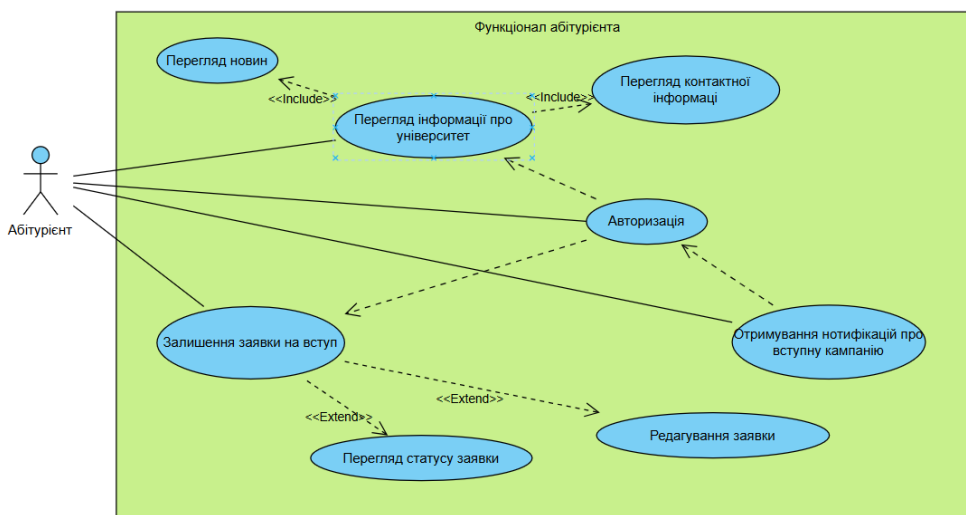 Функціонал абітурієнта
Перегляд новин
<<Include>>
Перегляд контактної
інформаці
<<Include>>
Перегляд інформації про
університет
Абітурієнт
Авторизація
Залишення заявки на вступ
Отримування нотифікацій про
вступну кампанію
<<Extend>>
<<Extend>>
Редагування заявки
Перегляд статусу заявки